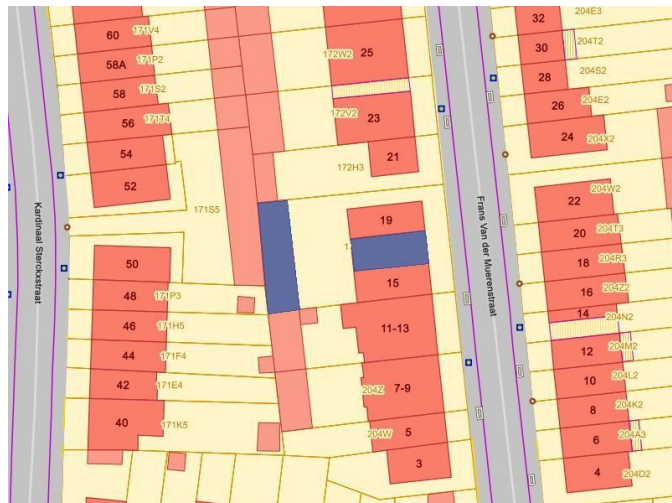 60 171V4
58A 171P2
58 171S2
56 171T4
54
52
171S5
50
48 171P3
46 171H5
44 171F4
42 171E4
40 171K5
Kardinaal Sterckxstraat
172W2
25
172V2
23
21
172H3
19
15
11-13
7-9
204Z
5
204W
3
Frans Van der Muerenstraat
204E3
32
30 204T2
28 204S2
26 204E2
24 204X2
204W2
22
20 204T3
18 204R3
16 204Z2
14 204N2
12 204M2
10 204L2
8 204K2
6 204A3
4 204D2